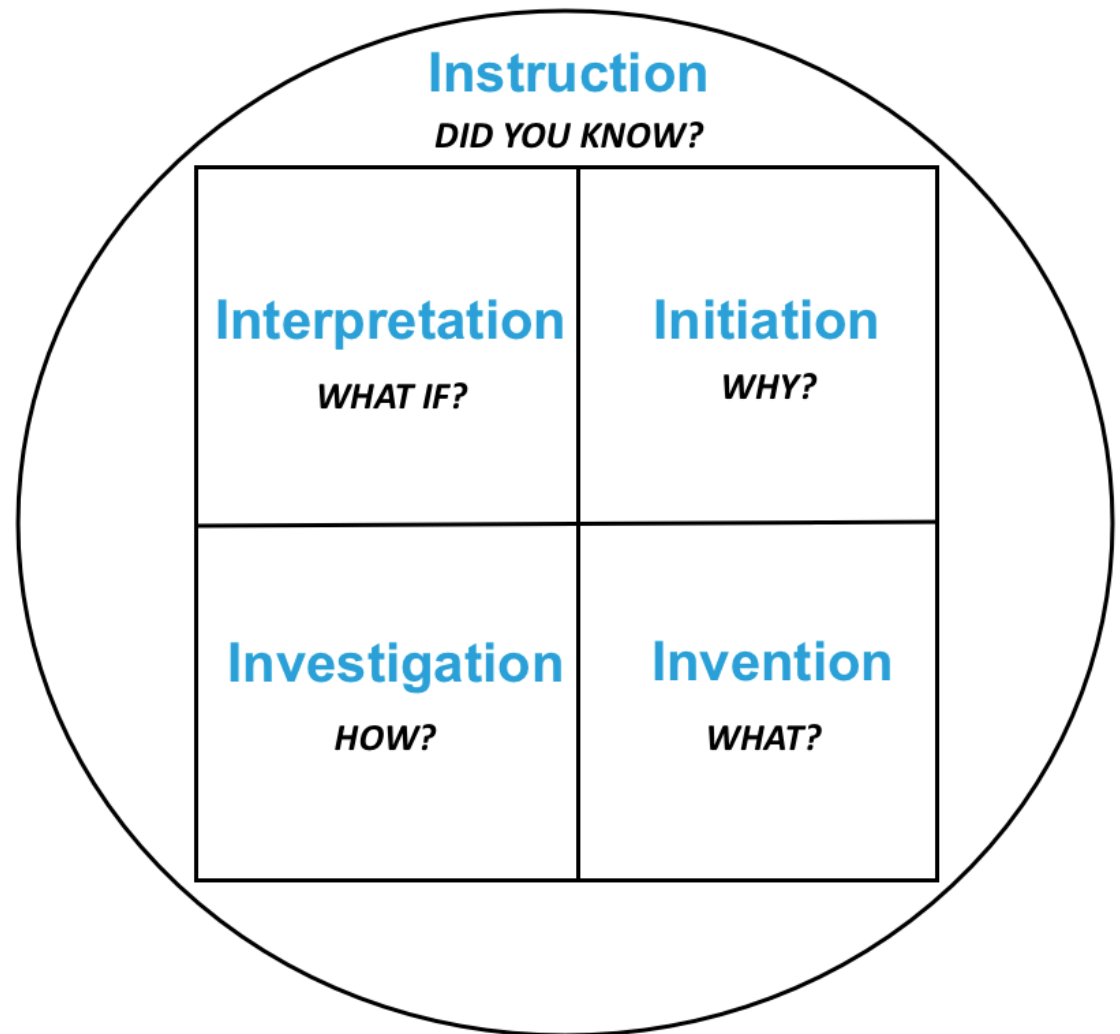 Instruction
DID YOU KNOW?
Interpretation
WHAT IF?
Initiation
WHY?
Investigation
HOW?
Invention
WHAT?